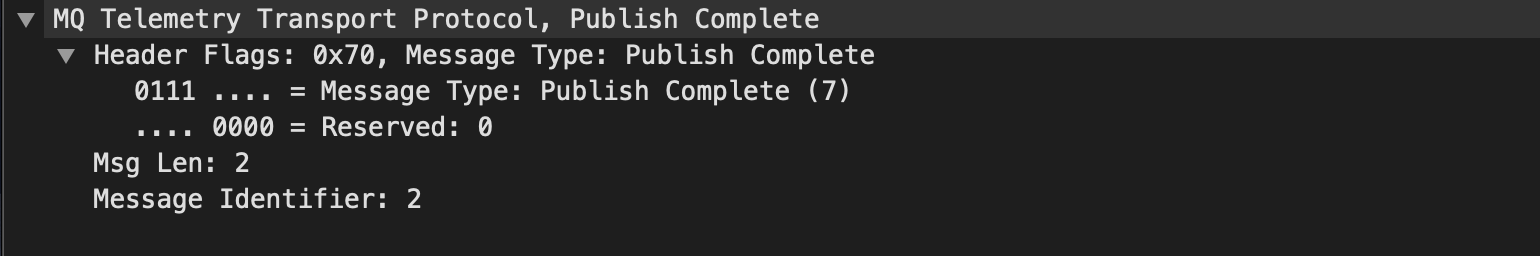 MQ Telemetry Transport Protocol, Publish Complete
Header Flags: 0x70, Message Type: Publish Complete
0111 .... = Message Type: Publish Complete (7)
.... 0000 = Reserved: 0
Msg Len: 2
Message Identifier: 2